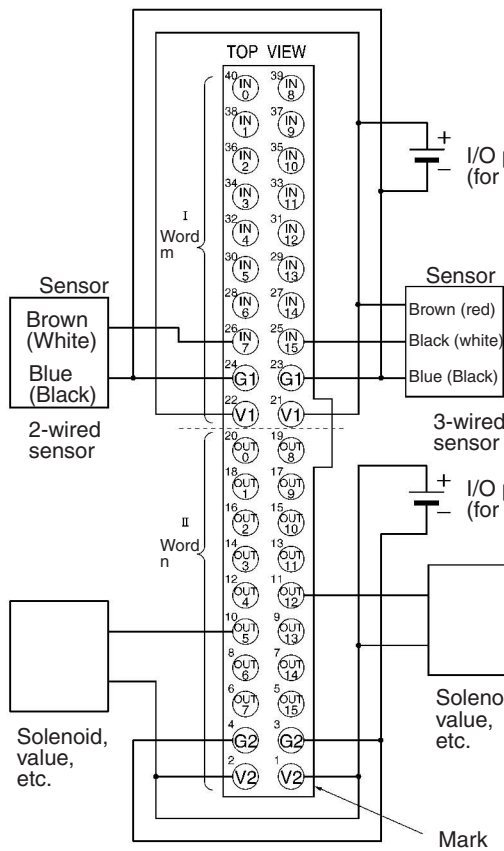 TOP VIEW
40 IN 0 39 IN 8
38 IN 1 37 IN 9
36 IN 2 35 IN 10
34 IN 3 33 IN 11
32 IN 4 31 IN 12
30 IN 5 29 IN 13
28 IN 6 27 IN 14
26 IN 7 25 IN 15
24 G1 23 G1
22 V1 21 V1
20 OUT 0 19 OUT 8
18 OUT 1 17 OUT 9
16 OUT 2 15 OUT 10
14 OUT 3 13 OUT 11
12 OUT 4 11 OUT 12
10 OUT 5 9 OUT 13
8 OUT 6 7 OUT 14
6 OUT 7 5 OUT 15
4 G2 3 G2
2 V2 1 V2
I
Word
m
II
Word
n
Sensor
Brown
(White)
Blue
(Black)
2-wired
sensor
Solenoid,
value,
etc.
+
−
I/O
(for
Sensor
Brown (red)
Black (white)
Blue (Black)
3-wired
sensor
+
−
I/O
(for
value,
etc.
Mark